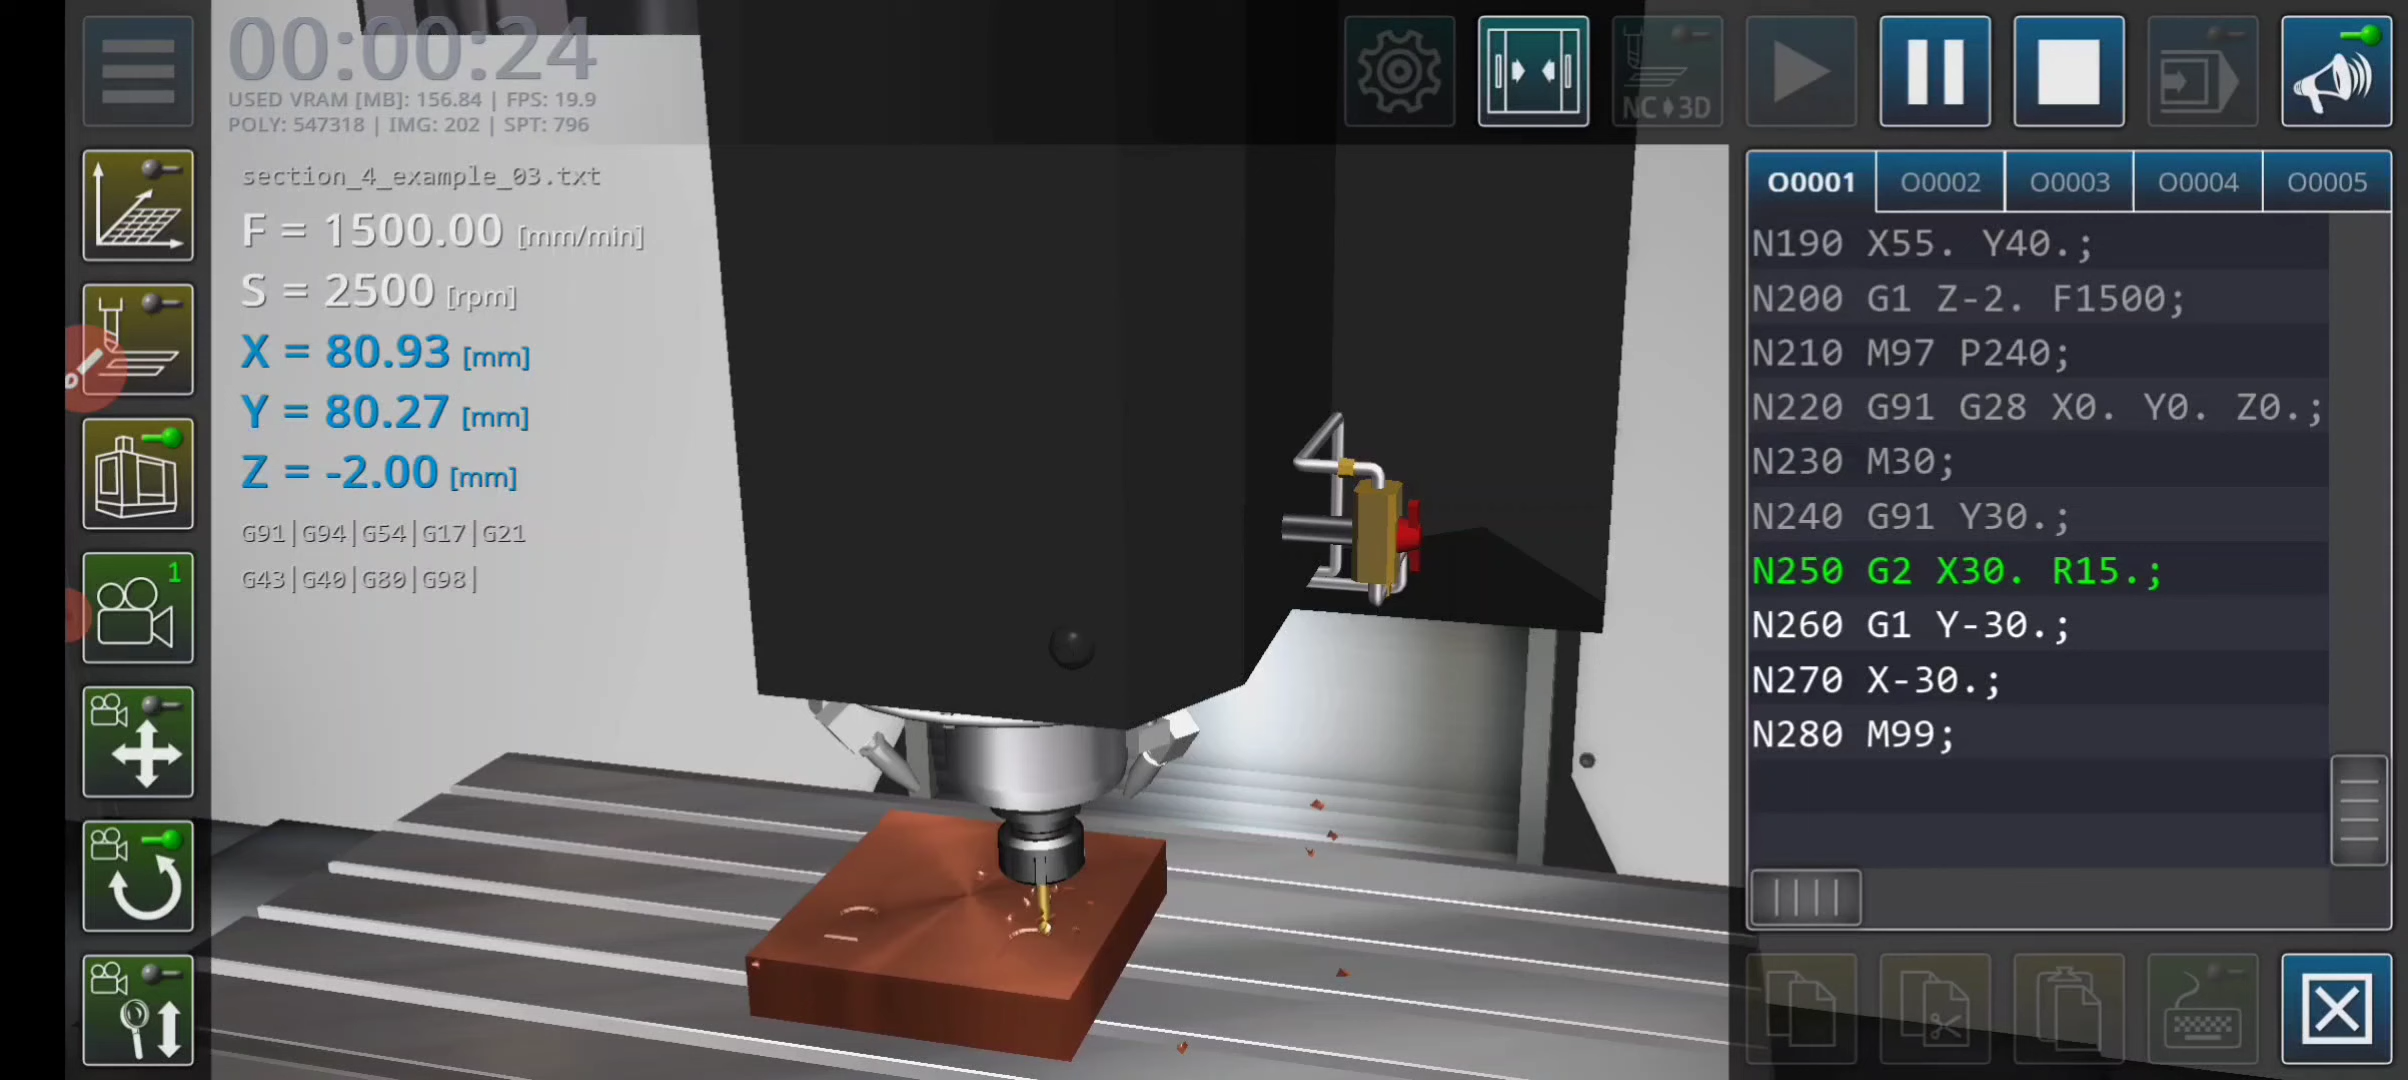 00:00:24
USED VRAM [MB]: 156.84 | FPS: 19.9
POLY: 547318 | IMG: 202 | SPT: 796
section_4_example_03.txt
F = 1500.00 [mm/min]
S = 2500 [rpm]
X = 80.93 [mm]
Y = 80.27 [mm]
Z = -2.00 [mm]
G91|G94|G54|G17|G21
G43|G40|G80|G98|
1
NC 3D
O0001 O0002 O0003 O0004 O0005
N190 X55. Y40.;
N200 G1 Z-2. F1500;
N210 M97 P240;
N220 G91 G28 X0. Y0. Z0.;
N230 M30;
N240 G91 Y30.;
N250 G2 X30. R15.;
N260 G1 Y-30.;
N270 X-30.;
N280 M99;